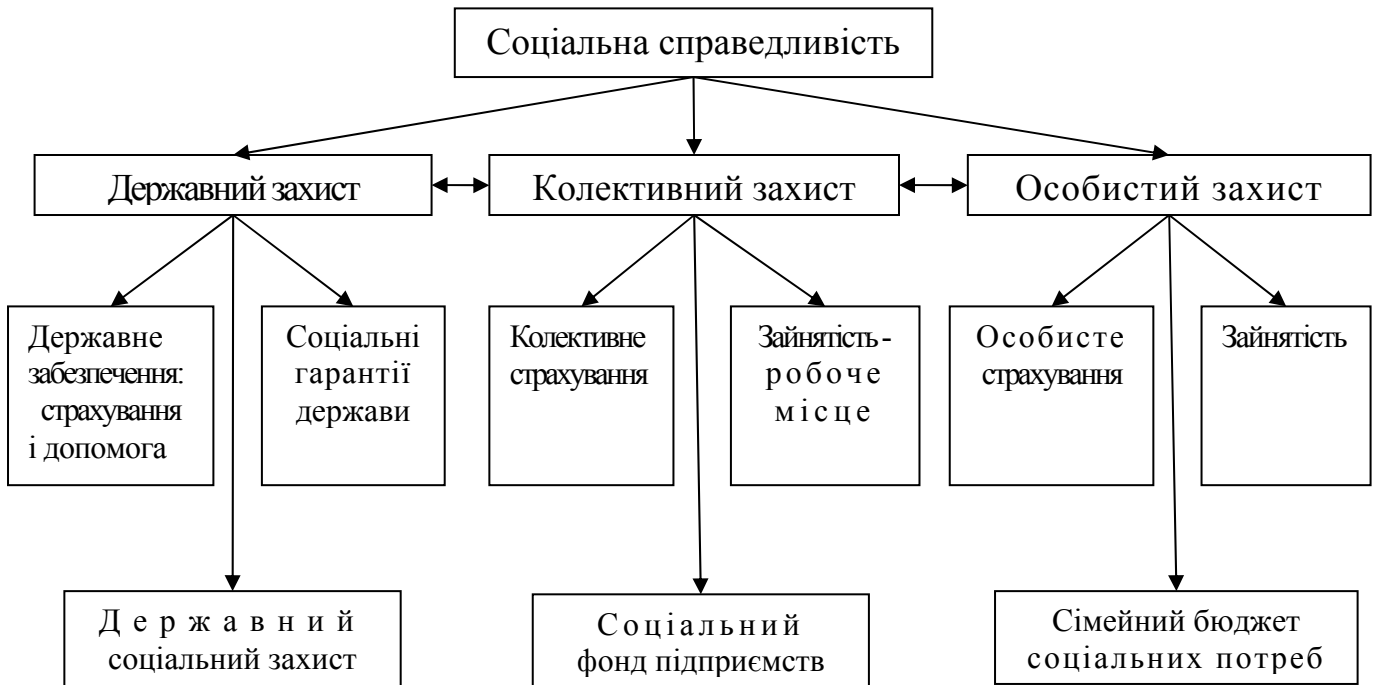 Соціальна справедливість
Державний захист
Колективний захист
Особистий захист
Державне
забезпечення:
страхування
і допомога
Соціальні
гарантії
держави
Колективне
страхування
Зайнятість -
робоче
місце
Особисте
страхування
Зайнятість
Державний
соціальний захист
Соціальний
фонд підприємств
Сімейний бюджет
соціальних потреб